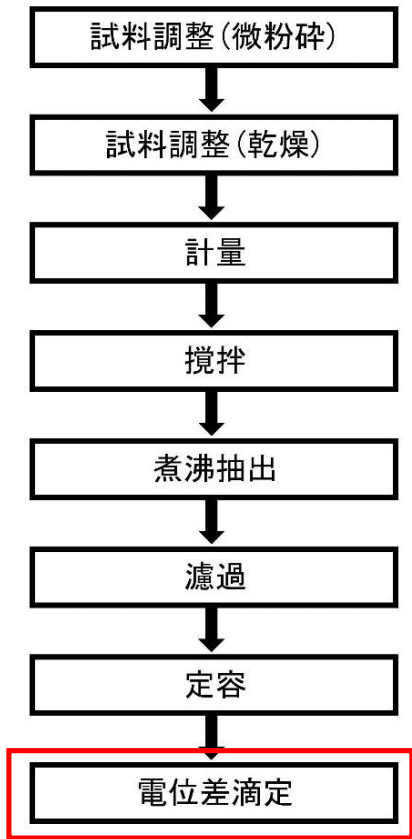 試料調整(微粉砕)
試料調整(乾燥)
計量
撹拌
煮沸抽出
濾過
定容
電位差滴定